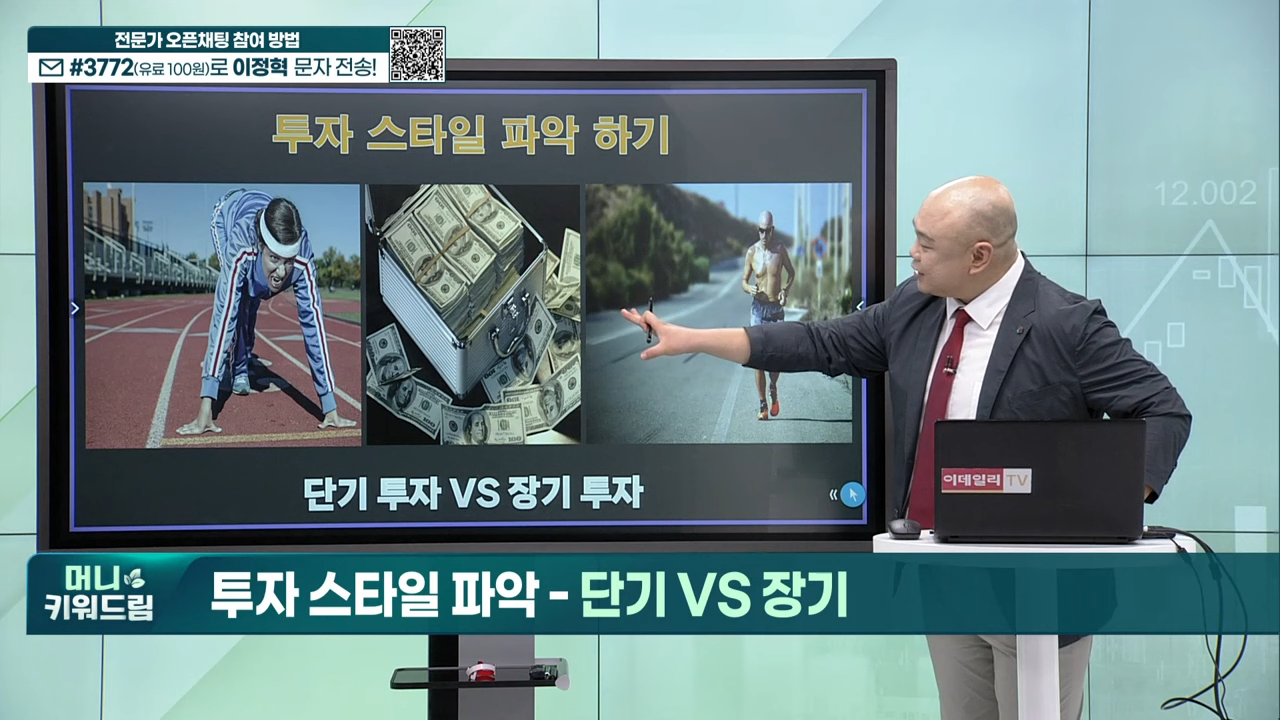 전문가 오픈채팅 참여 방법
#3772(유료 100원)로 이정혁 문자 전송!
투자 스타일 파악 하기
12.002
단기 투자 VS 장기 투자
이데일리 TV
머니
키워드림
투자 스타일 파악 - 단기 VS 장기